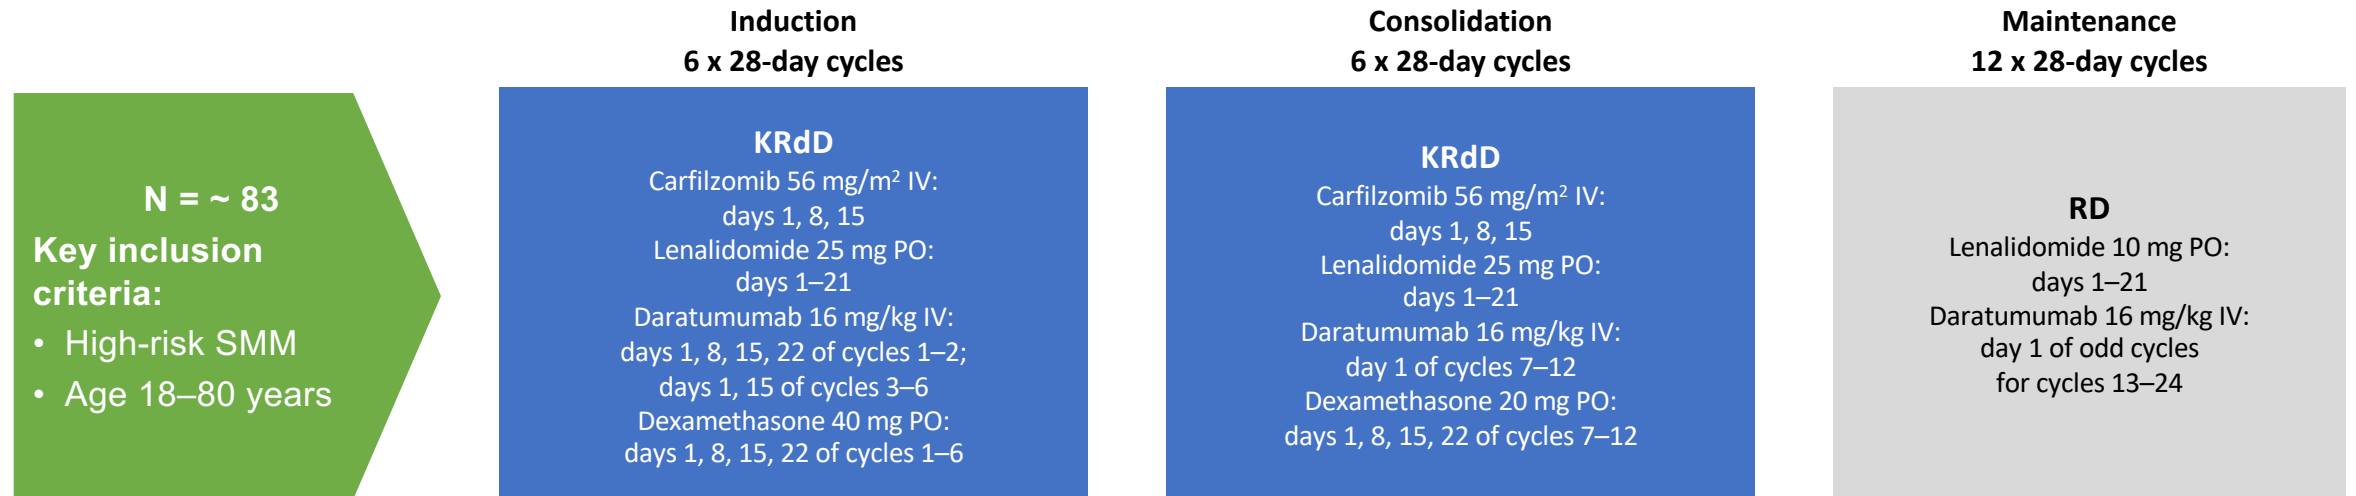 N = ~ 83
Key inclusion
criteria:
• High-risk SMM
• Age 18–80 years
Induction
6 x 28-day cycles
KRdD
Carfilzomib 56 mg/m² IV:
days 1, 8, 15
Lenalidomide 25 mg PO:
days 1–21
Daratumumab 16 mg/kg IV:
days 1, 8, 15, 22 of cycles 1–2;
days 1, 15 of cycles 3–6
Dexamethasone 40 mg PO:
days 1, 8, 15, 22 of cycles 1–6
Consolidation
6 x 28-day cycles
KRdD
Carfilzomib 56 mg/m² IV:
days 1, 8, 15
Lenalidomide 25 mg PO:
days 1–21
Daratumumab 16 mg/kg IV:
day 1 of cycles 7–12
Dexamethasone 20 mg PO:
days 1, 8, 15, 22 of cycles 7–12
Maintenance
12 x 28-day cycles
RD
Lenalidomide 10 mg PO:
days 1–21
Daratumumab 16 mg/kg IV:
day 1 of odd cycles
for cycles 13–24